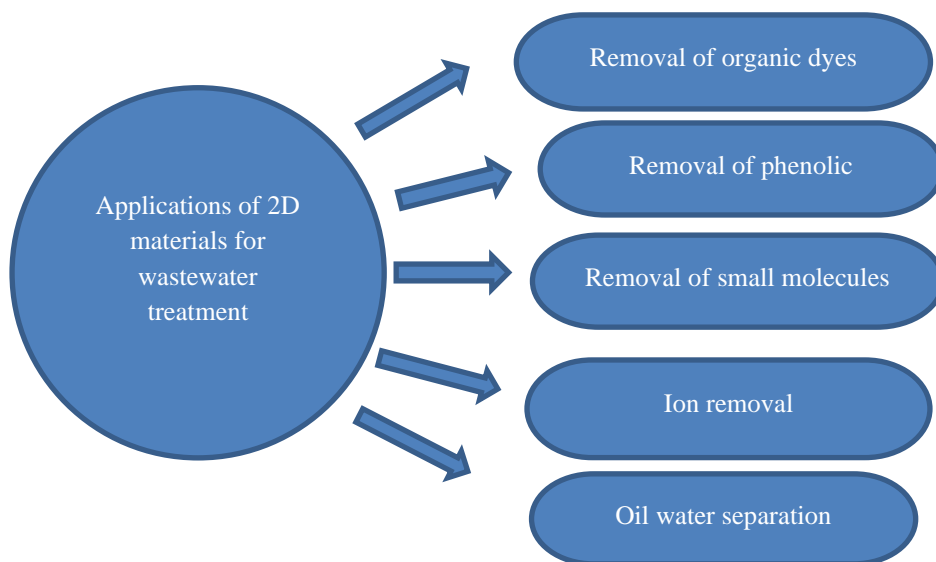 Applications of 2D
materials for
wastewater
treatment
Removal of organic dyes
Removal of phenolic
Removal of small molecules
Ion removal
Oil water separation